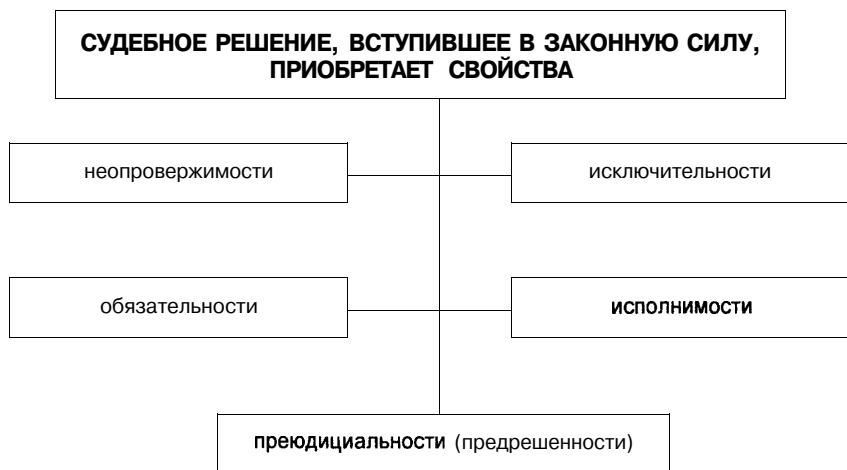 СУДЕБНОЕ РЕШЕНИЕ, ВСТУПИВШЕЕ В ЗАКОННУЮ СИЛУ,
ПРИОБРЕТАЕТ СВОЙСТВА
неопровержимости
исключительности
обязательности
исполнимости
преюдициальности (предрешенности)